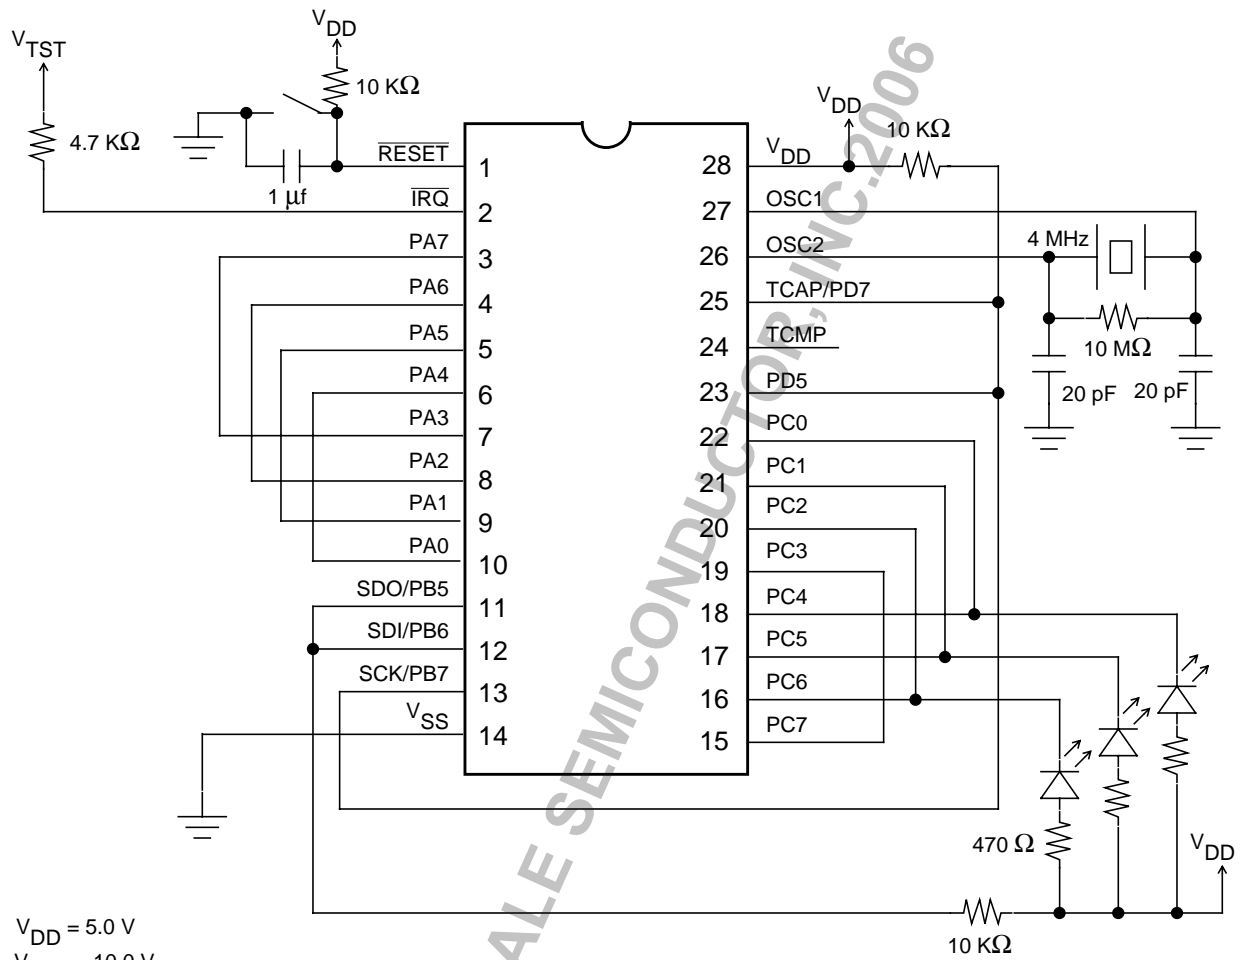 VTST
VDD
10 KΩ
4.7 KΩ
1 µf
RESET
IRQ
PA7
PA6
PA5
PA4
PA3
PA2
PA1
PA0
SDO/PB5
SDI/PB6
SCK/PB7
VSS
1
2
3
4
5
6
7
8
9
10
11
12
13
14
28
27
26
25
24
23
22
21
20
19
18
17
16
15
VDD
OSC1
OSC2
TCAP/PD7
TCMP
PD5
PC0
PC1
PC2
PC3
PC4
PC5
PC6
PC7
VDD
10 KΩ
4 MHz
10 MΩ
20 pF
20 pF
470 Ω
VDD
10 KΩ
VDD = 5.0 V
ALE SEMICONDUCTOR, INC.2006